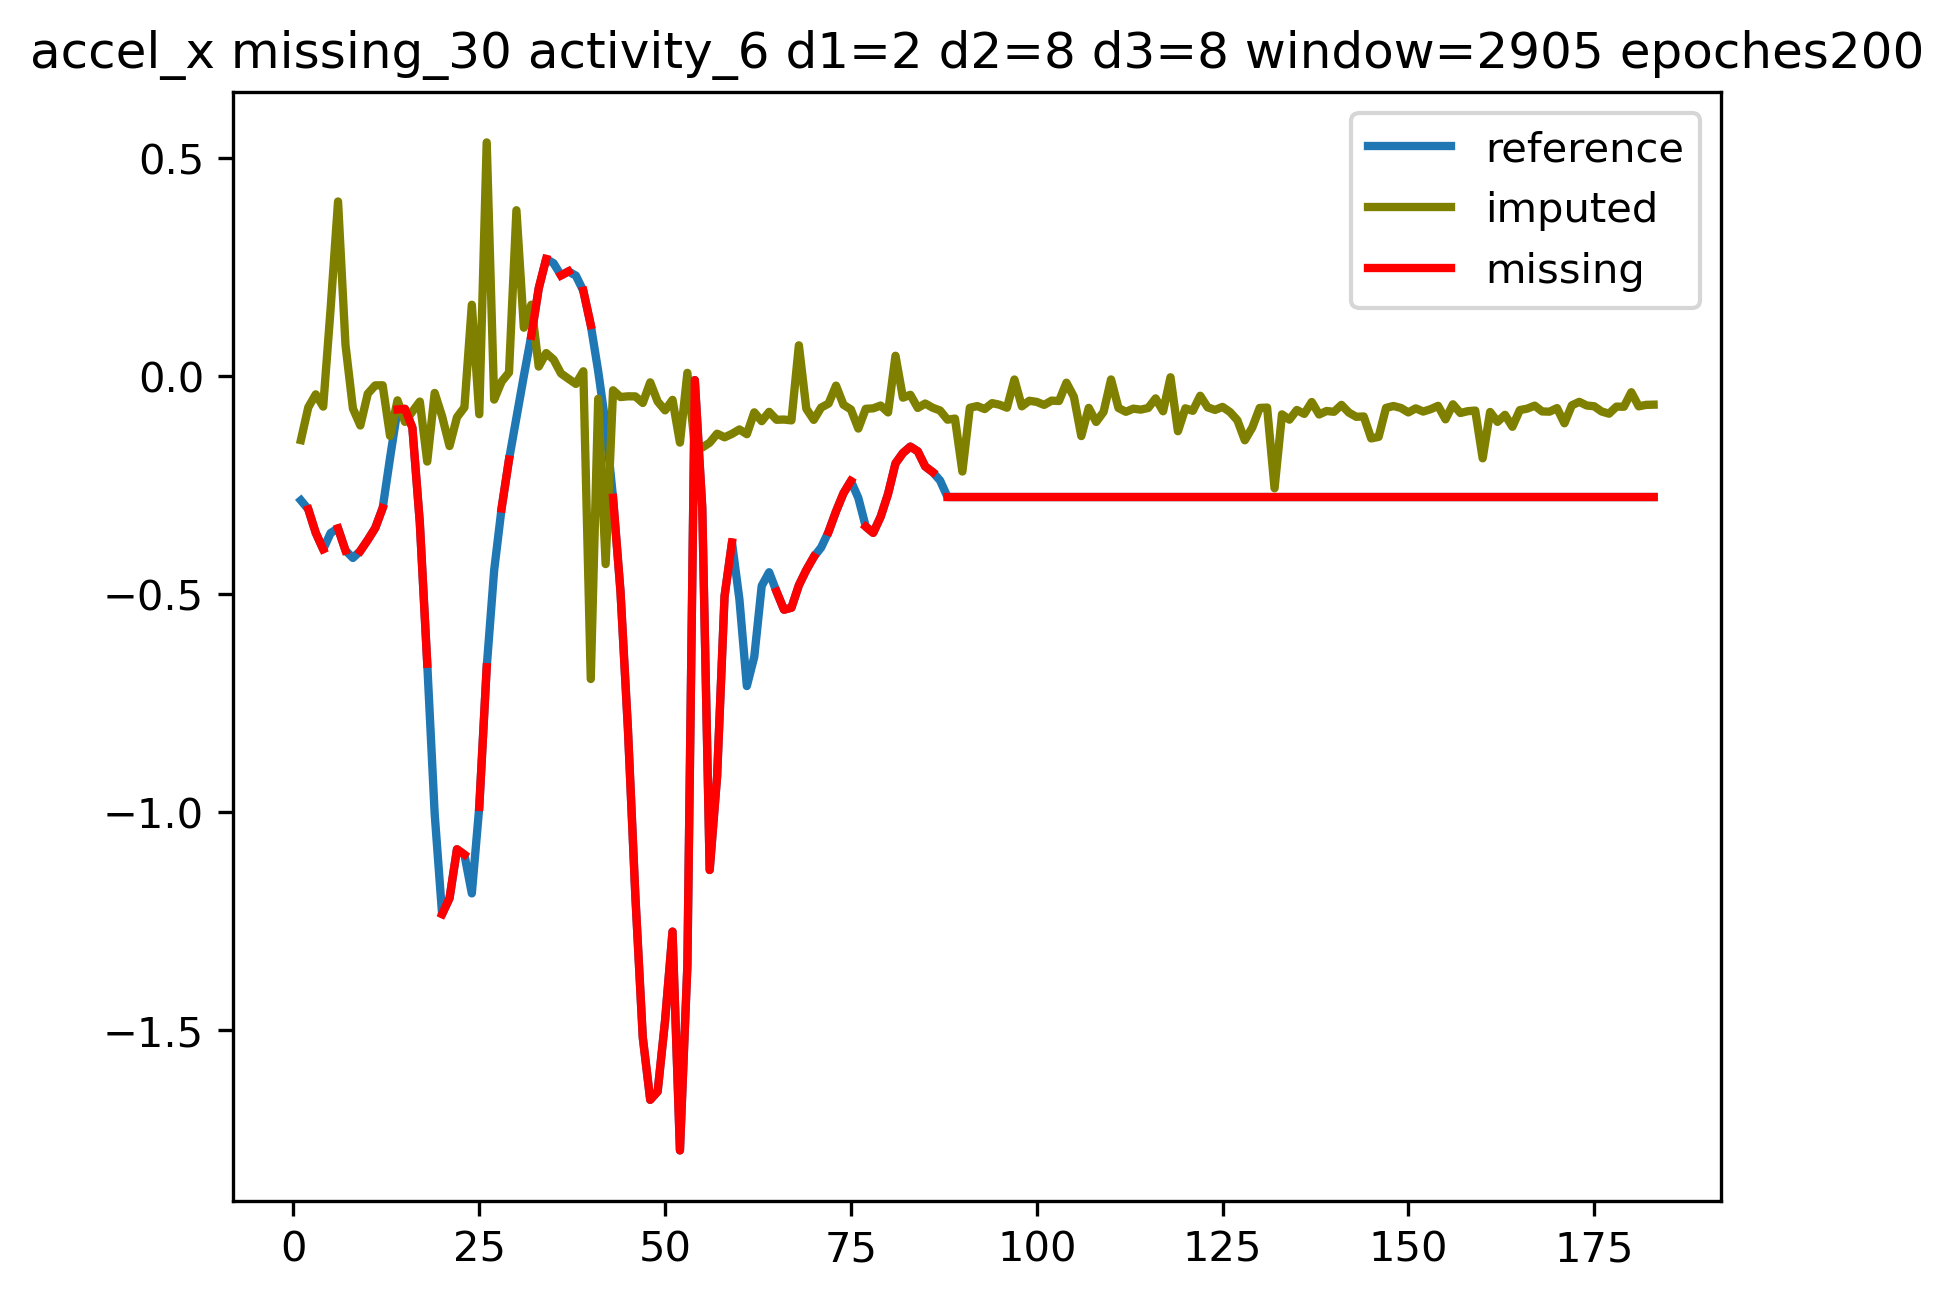 accel_x missing_30 activity_6 d1=2 d2=8 d3=8 window=2905 epoches200
reference
imputed
missing
0.5
0.0
−0.5
−1.0
−1.5
0 25 50 75 100 125 150 175